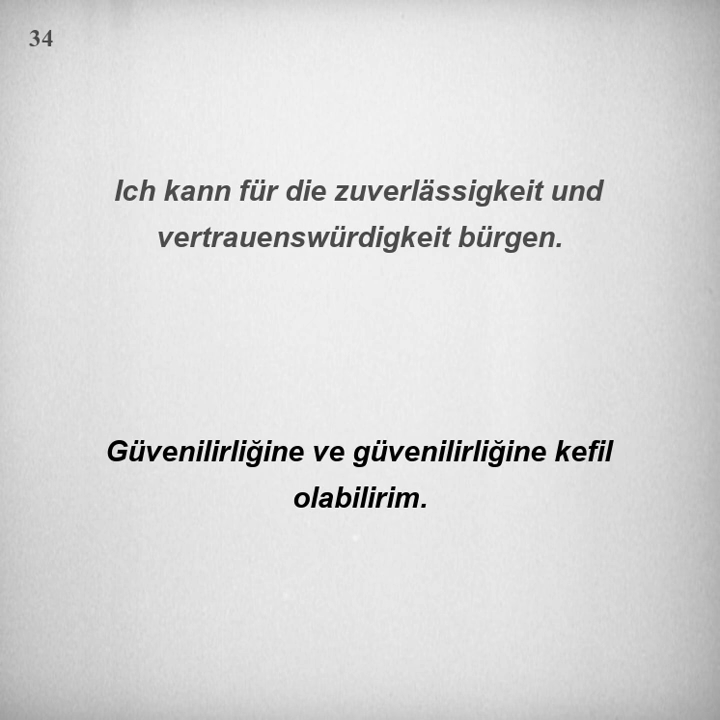 34
Ich kann für die zuverlässigkeit und
vertrauenswürdigkeit bürgen.
Güvenilirliğine ve güvenilirliğine kefil
olabilirim.